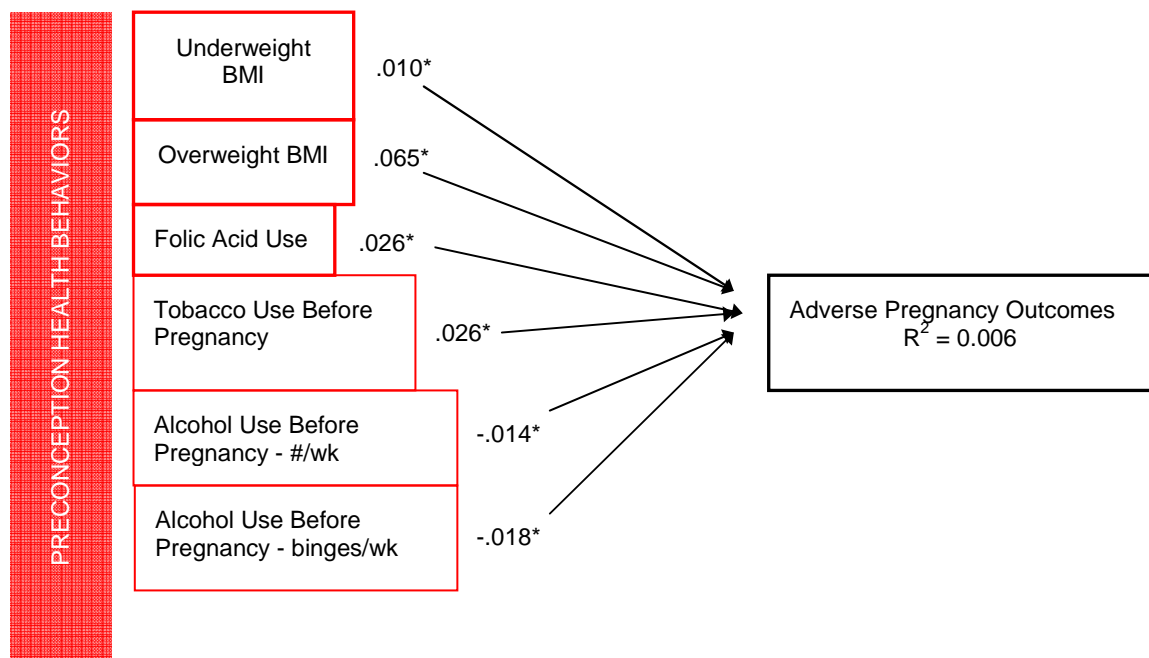 PRECONCEPTION HEALTH BEHAVIORS
Underweight
BMI
.010*
Overweight BMI
.065*
Folic Acid Use
.026*
Tobacco Use Before
Pregnancy
.026*
Alcohol Use Before
Pregnancy - #/wk
-.014*
Alcohol Use Before
Pregnancy - binges/wk
-.018*
Adverse Pregnancy Outcomes
R² = 0.006